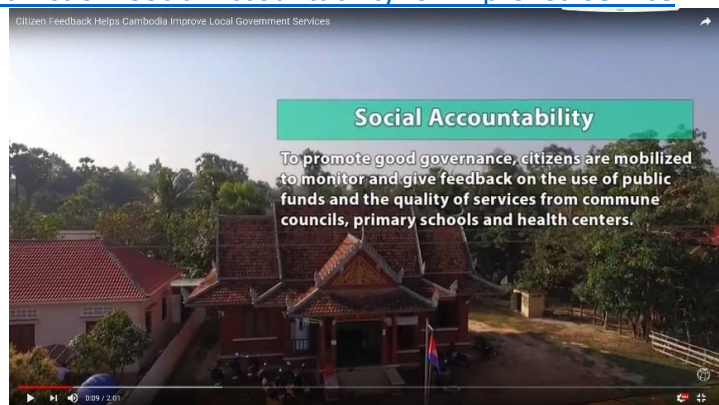 Citizen Feedback Helps Cambodia Improve Local Government Services
Social Accountability
To promote good governance, citizens are mobilized
to monitor and give feedback on the use of public
funds and the quality of services from commune
councils, primary schools and health centers.
0:09 / 2:01